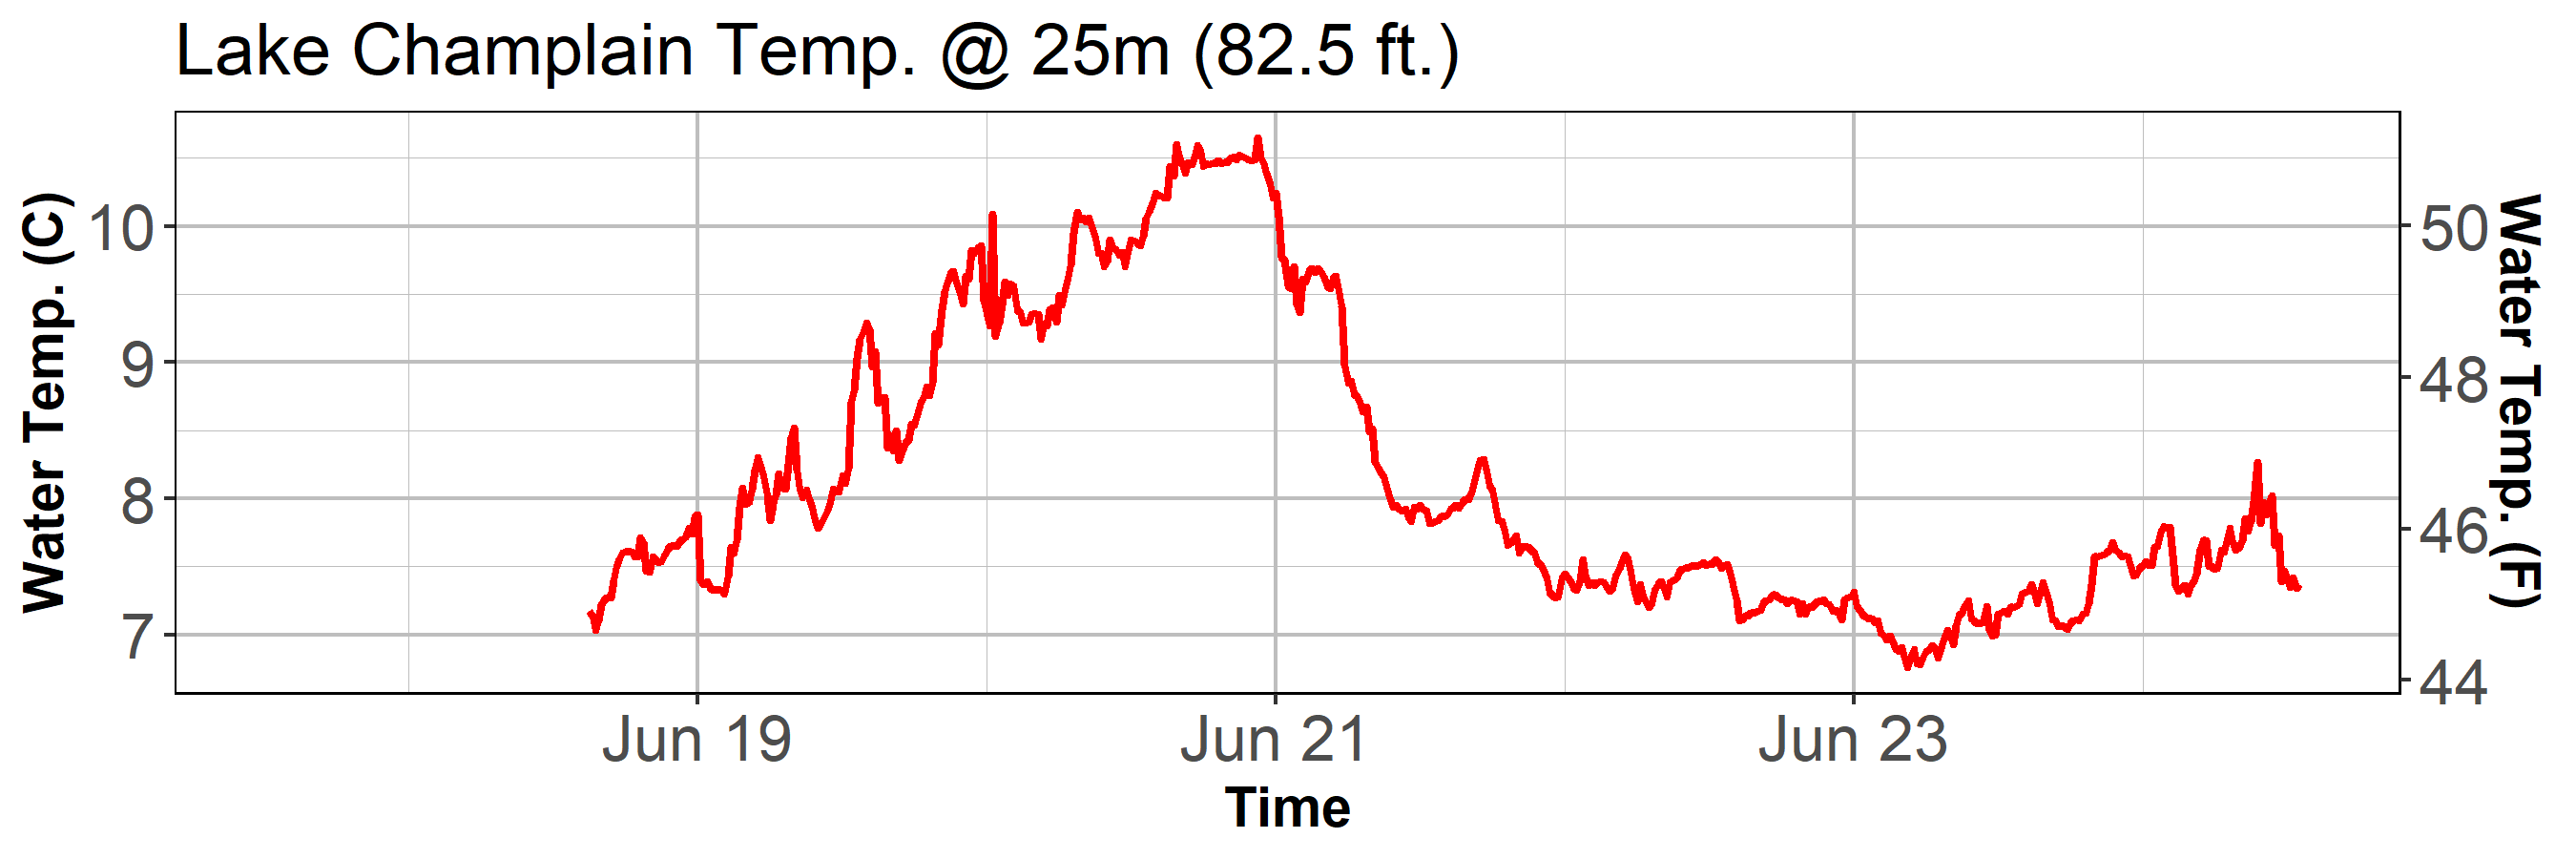 Lake Champlain Temp. @ 25m (82.5 ft.)
Water Temp. (C)
10
9
8
7
50
48
46
44
Water Temp. (F)
Jun 19 Jun 21 Jun 23
Time